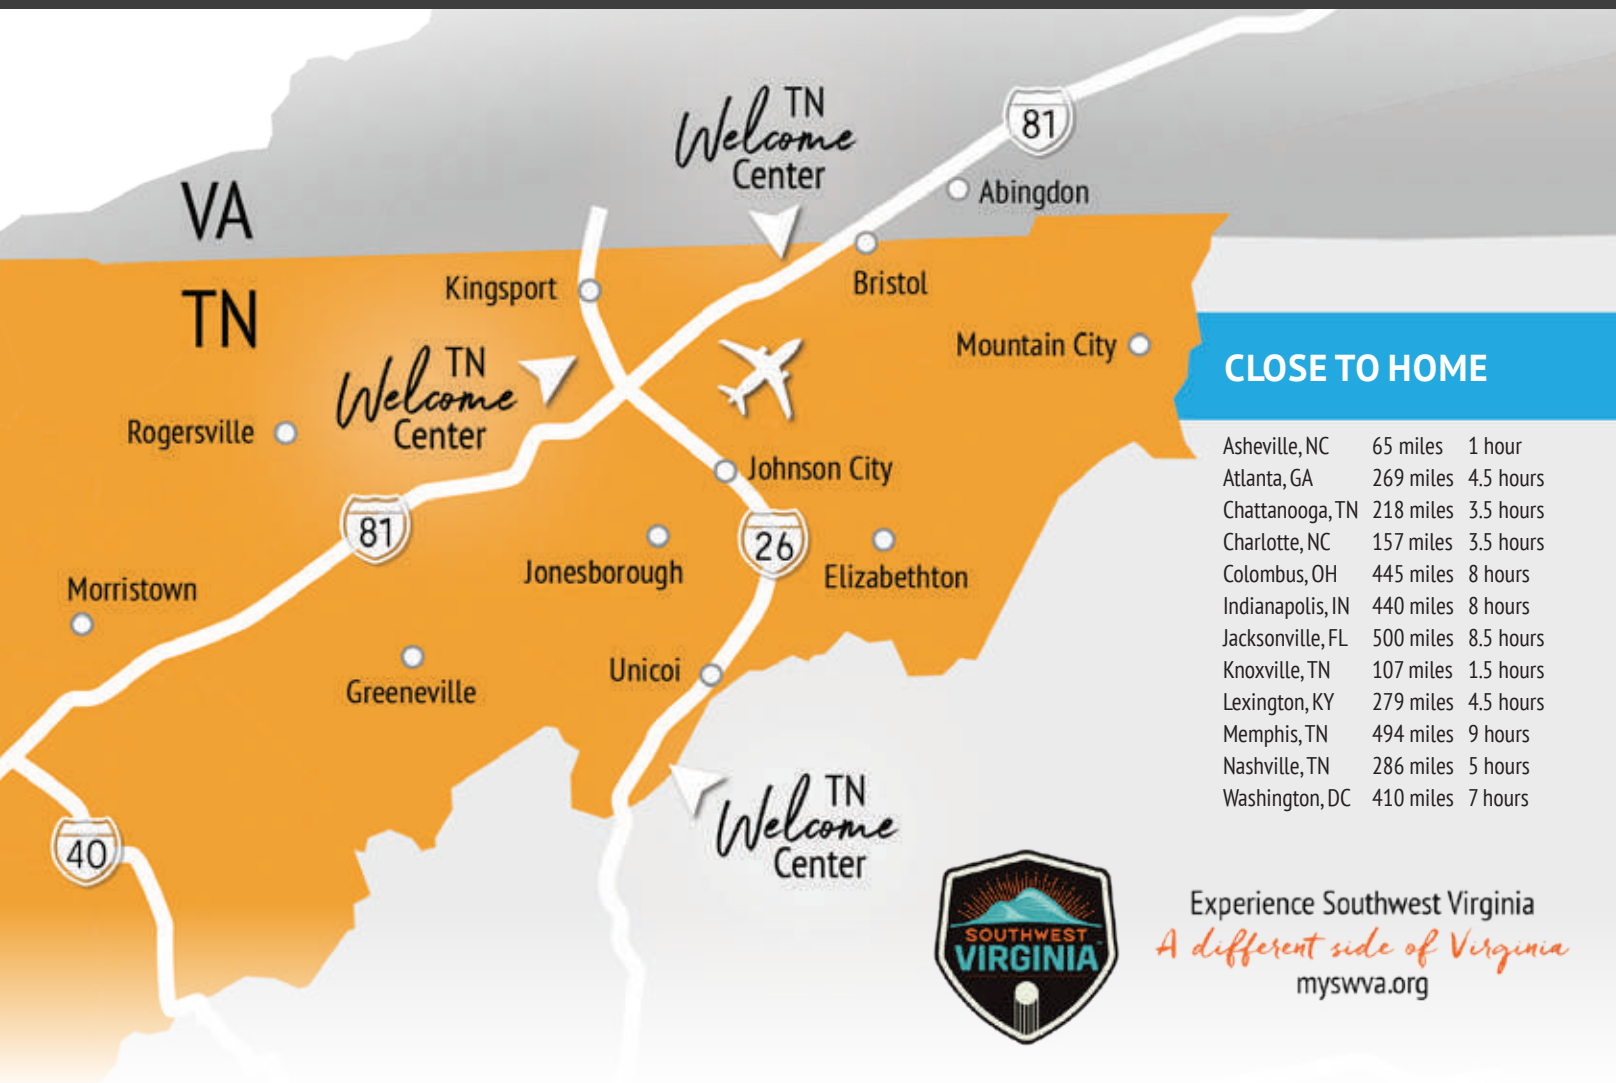 TN
Welcome
Center
81
Abingdon
VA
TN
Kingsport
Bristol
Mountain City
TN
Welcome
Center
Rogersville
Johnson City
81
26
Jonesborough
Elizabethton
Morristown
Greeneville
Unicoi
TN
Welcome
Center
40
CLOSE TO HOME
Asheville, NC 65 miles 1 hour
Atlanta, GA 269 miles 4.5 hours
Chattanooga, TN 218 miles 3.5 hours
Charlotte, NC 157 miles 3.5 hours
Colombus, OH 445 miles 8 hours
Indianapolis, IN 440 miles 8 hours
Jacksonville, FL 500 miles 8.5 hours
Knoxville, TN 107 miles 1.5 hours
Lexington, KY 279 miles 4.5 hours
Memphis, TN 494 miles 9 hours
Nashville, TN 286 miles 5 hours
Washington, DC 410 miles 7 hours
SOUTHWEST
VIRGINIA
Experience Southwest Virginia
A different side of Virginia
myswva.org